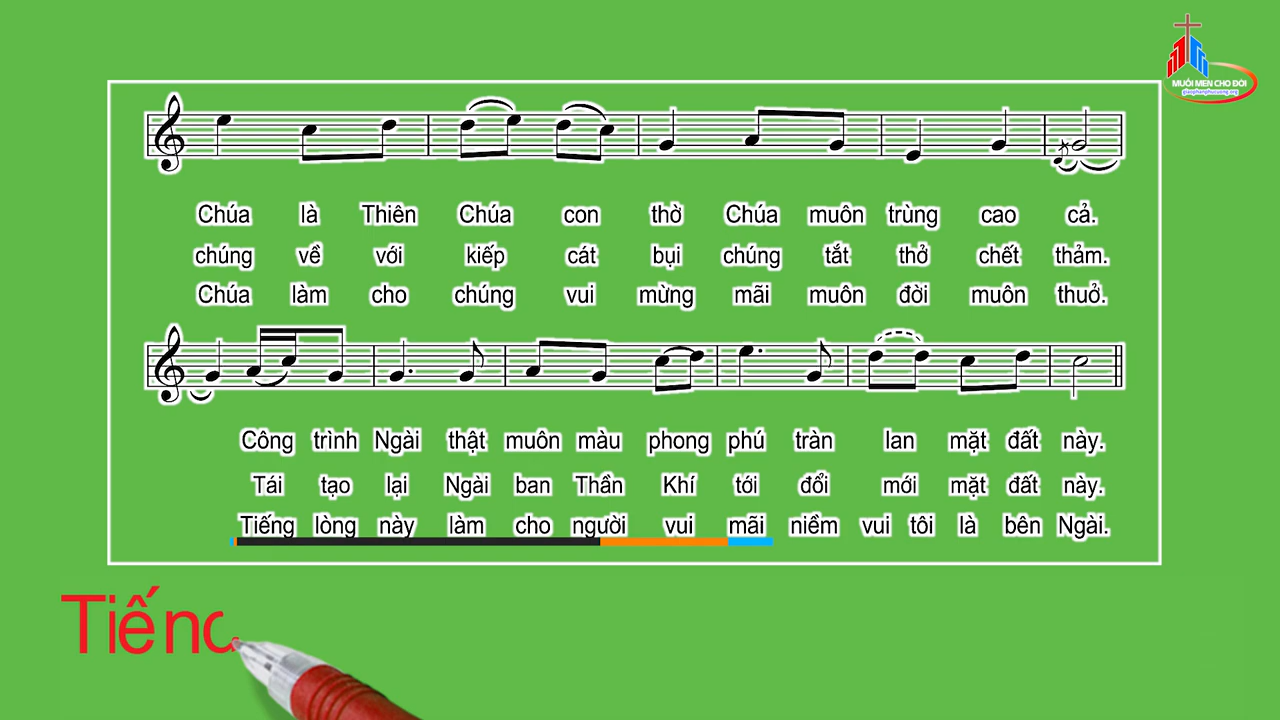 MUỐI MEN CHO ĐỜI
giaophanphucuong.org
Chúa là Thiên Chúa con thờ Chúa muôn trùng cao cả.
chúng về với kiếp cát bụi chúng tắt thở chết thảm.
Chúa làm cho chúng vui mừng mãi muôn đời muôn thuở.
Công trình Ngài thật muôn màu phong phú tràn lan mặt đất này.
Tái tạo lại Ngài ban Thần Khí tới đổi mới mặt đất này.
Tiếng lòng này làm cho người vui mãi niềm vui tôi là bên Ngài.
Tiếng